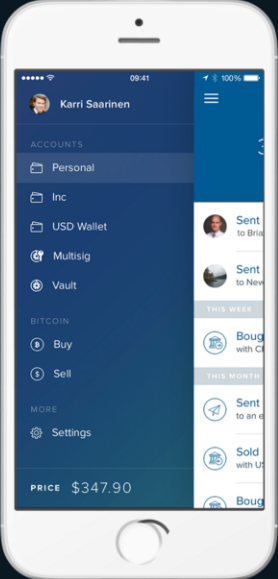 09:41
100%
Karri Saarinen
ACCOUNTS
Personal
Inc
USD Wallet
Multisig
Vault
BITCOIN
Buy
Sell
MORE
Settings
PRICE $347.90
Sent
to Bria
Sent
to New
THIS WEEK
Boug
with C
THIS MONTH
Sent
to an e
Sold
with U
Boug